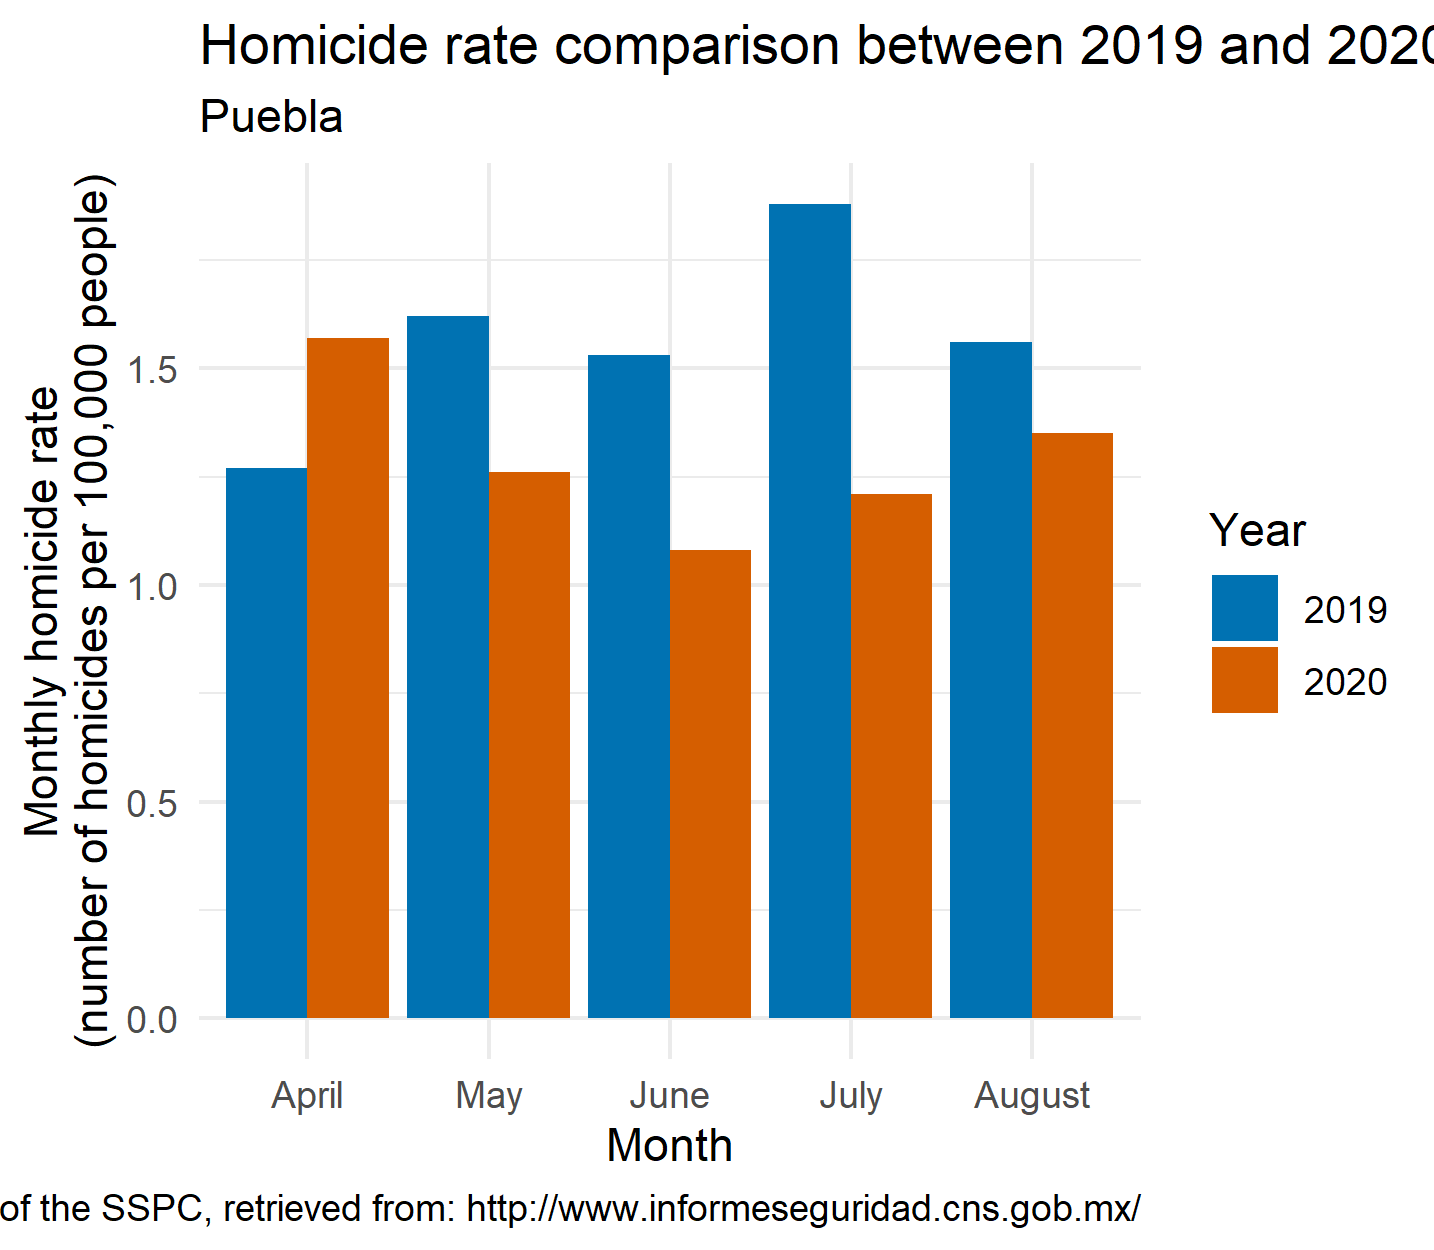 Homicide rate comparison between 2019 and 2020
Puebla
Monthly homicide rate
(number of homicides per 100,000 people)
1.5
1.0
0.5
0.0
April May June July August
Month
Year
2019
2020
of the SSPC, retrieved from: http://www.informeseguridad.cns.gob.mx/